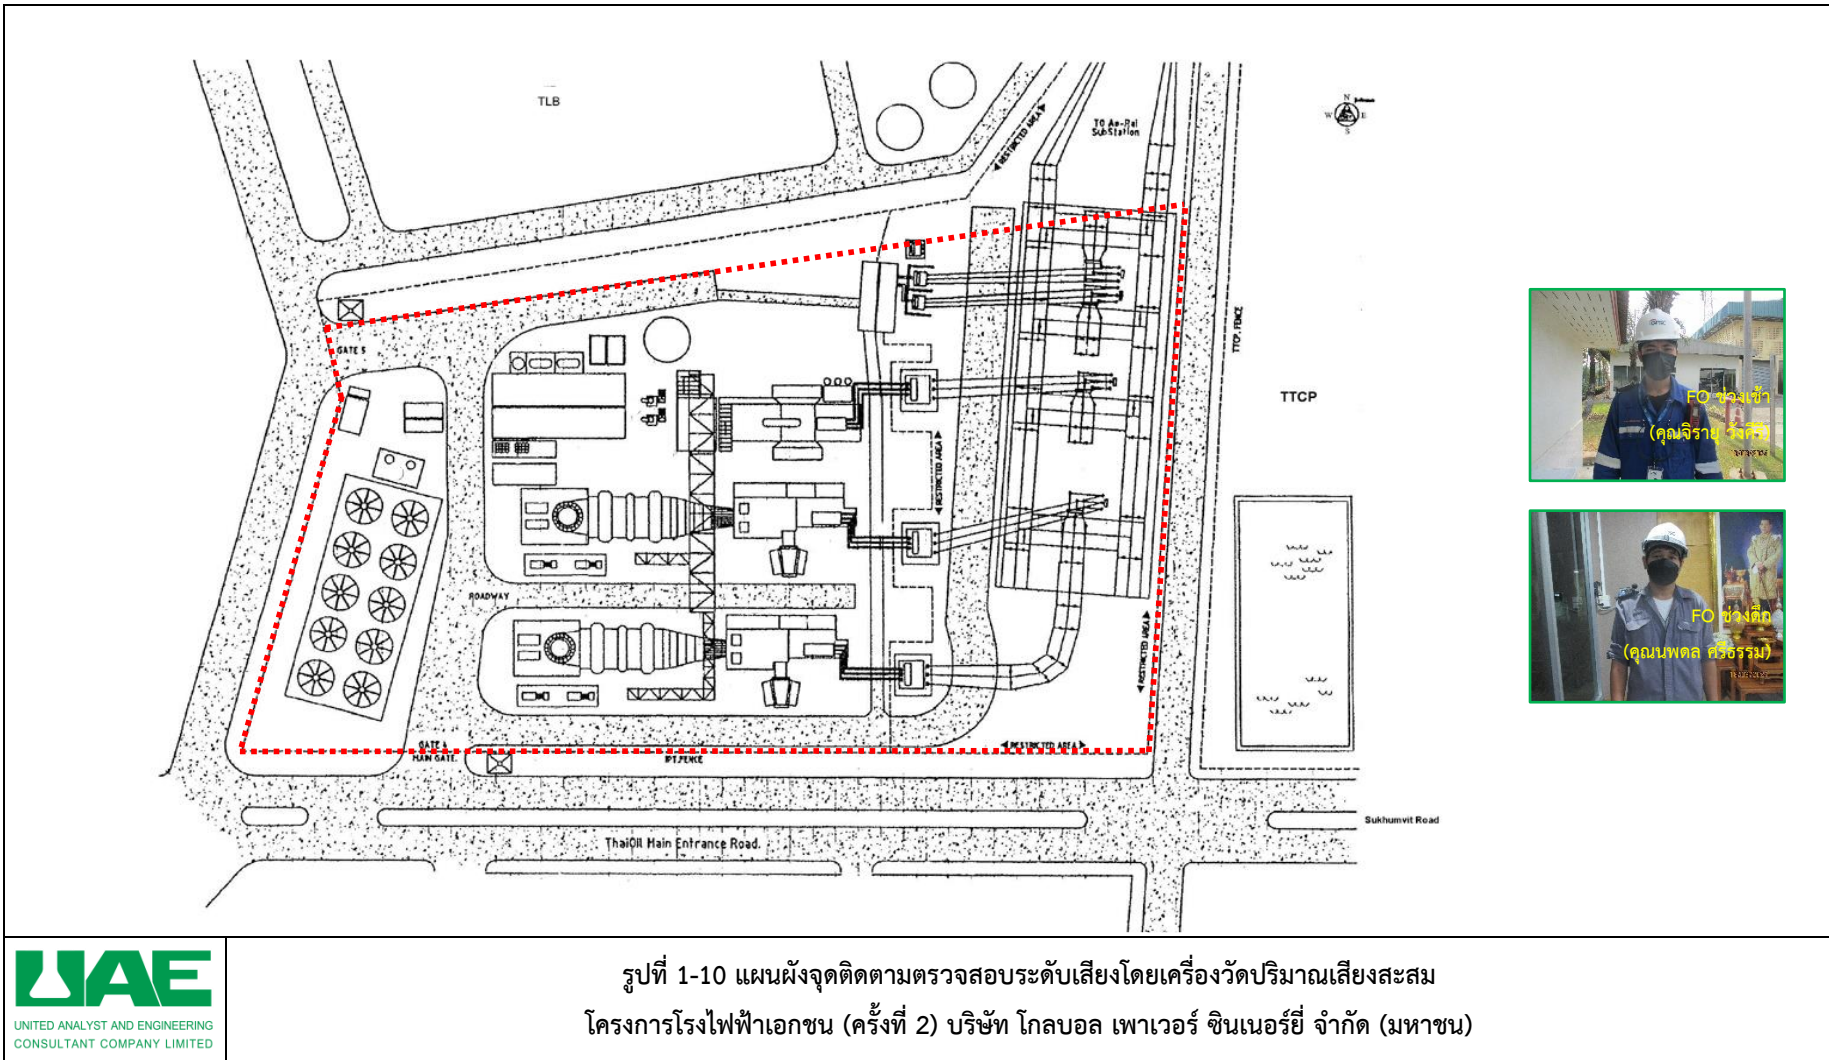 TLB
RESTRICTED AREA
TO Ao-Pai
SubStation
N
W E
S
GATE 5
TTCP. FENCE
TTCP
FO ช่วงเช้า
(คุณจิรายุ วังคีรี)
RESTRICTED AREA
ROADWAY
FO ช่วงดึก
(คุณนพดล ศรีธรรม)
RESTRICTED AREA
GATE 4
MAIN GATE.
IPT.FENCE
RESTRICTED AREA
Sukhumvit Road
ThaiOil Main Entrance Road.
UAE
UNITED ANALYST AND ENGINEERING
CONSULTANT COMPANY LIMITED
รูปที่ 1-10 แผนผังจุดติดตามตรวจสอบระดับเสียงโดยเครื่องวัดปริมาณเสียงสะสม
โครงการโรงไฟฟ้าเอกชน (ครั้งที่ 2) บริษัท โกลบอล เพาเวอร์ ซินเนอร์ยี่ จำกัด (มหาชน)